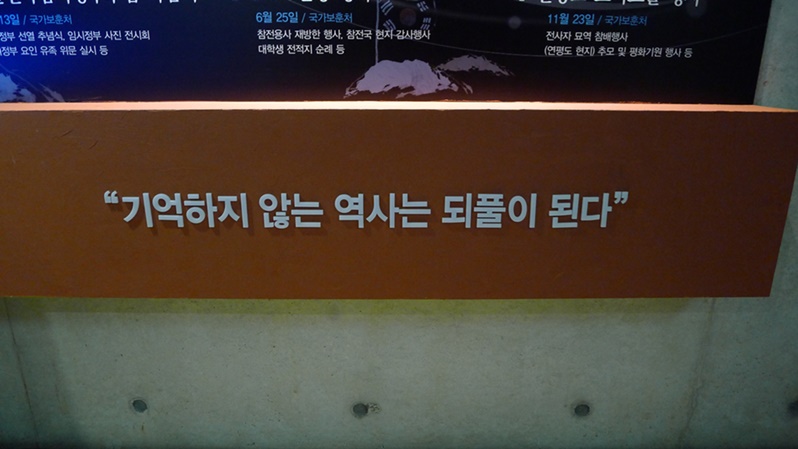 13일 / 국가보훈처
정부 선열 추념식, 임시정부 사진 전시회
정부 요인 유족 위문 실시 등
6월 25일 / 국가보훈처
참전용사 재방한 행사, 참전국 현지 감사행사
대학생 전적지 순례 등
11월 23일 / 국가보훈처
전사자 묘역 참배행사
(연평도 현지) 추모 및 평화기원 행사 등
“기억하지 않는 역사는 되풀이 된다”